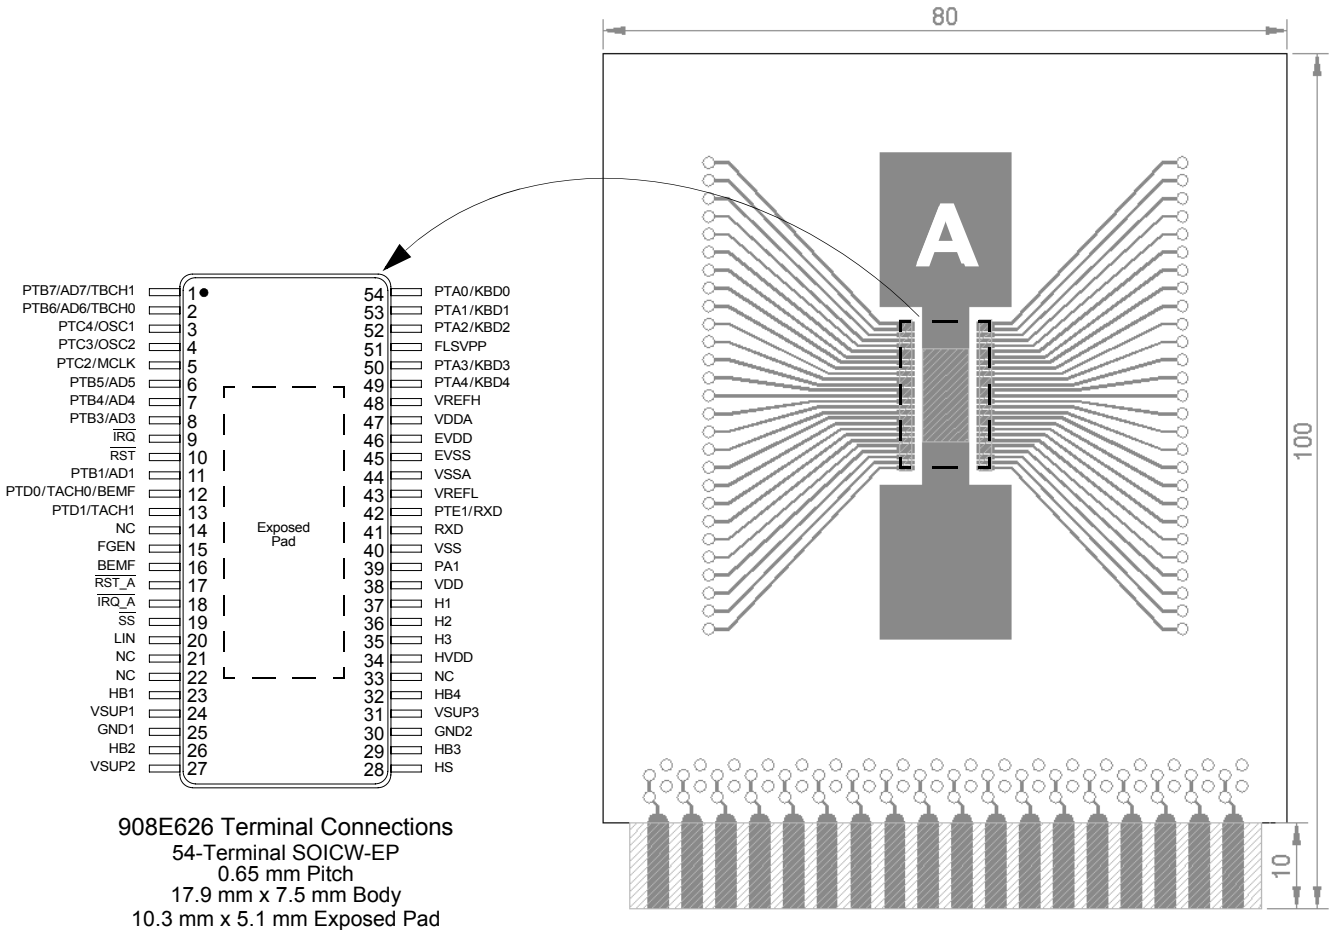 80
A
100
10
PTB7/AD7/TBCH1 1 54 PTA0/KBD0
PTB6/AD6/TBCH0 2 53 PTA1/KBD1
PTC4/OSC1 3 52 PTA2/KBD2
PTC3/OSC2 4 51 FLSVPP
PTC2/MCLK 5 50 PTA3/KBD3
PTB5/AD5 6 49 PTA4/KBD4
PTB4/AD4 7 48 VREFH
PTB3/AD3 8 47 VDDA
IRQ 9 46 EVDD
RST 10 45 EVSS
PTB1/AD1 11 44 VSSA
PTD0/TACH0/BEMF 12 43 VREFL
PTD1/TACH1 13 42 PTE1/RXD
NC 14 41 RXD
FGEN 15 40 VSS
BEMF 16 39 PA1
RST_A 17 38 VDD
IRQ_A 18 37 H1
SS 19 36 H2
LIN 20 35 H3
NC 21 34 HVDD
NC 22 33 NC
HB1 23 32 HB4
VSUP1 24 31 VSUP3
GND1 25 30 GND2
HB2 26 29 HB3
VSUP2 27 28 HS
Exposed
Pad
908E626 Terminal Connections
54-Terminal SOICW-EP
0.65 mm Pitch
17.9 mm x 7.5 mm Body
10.3 mm x 5.1 mm Exposed Pad